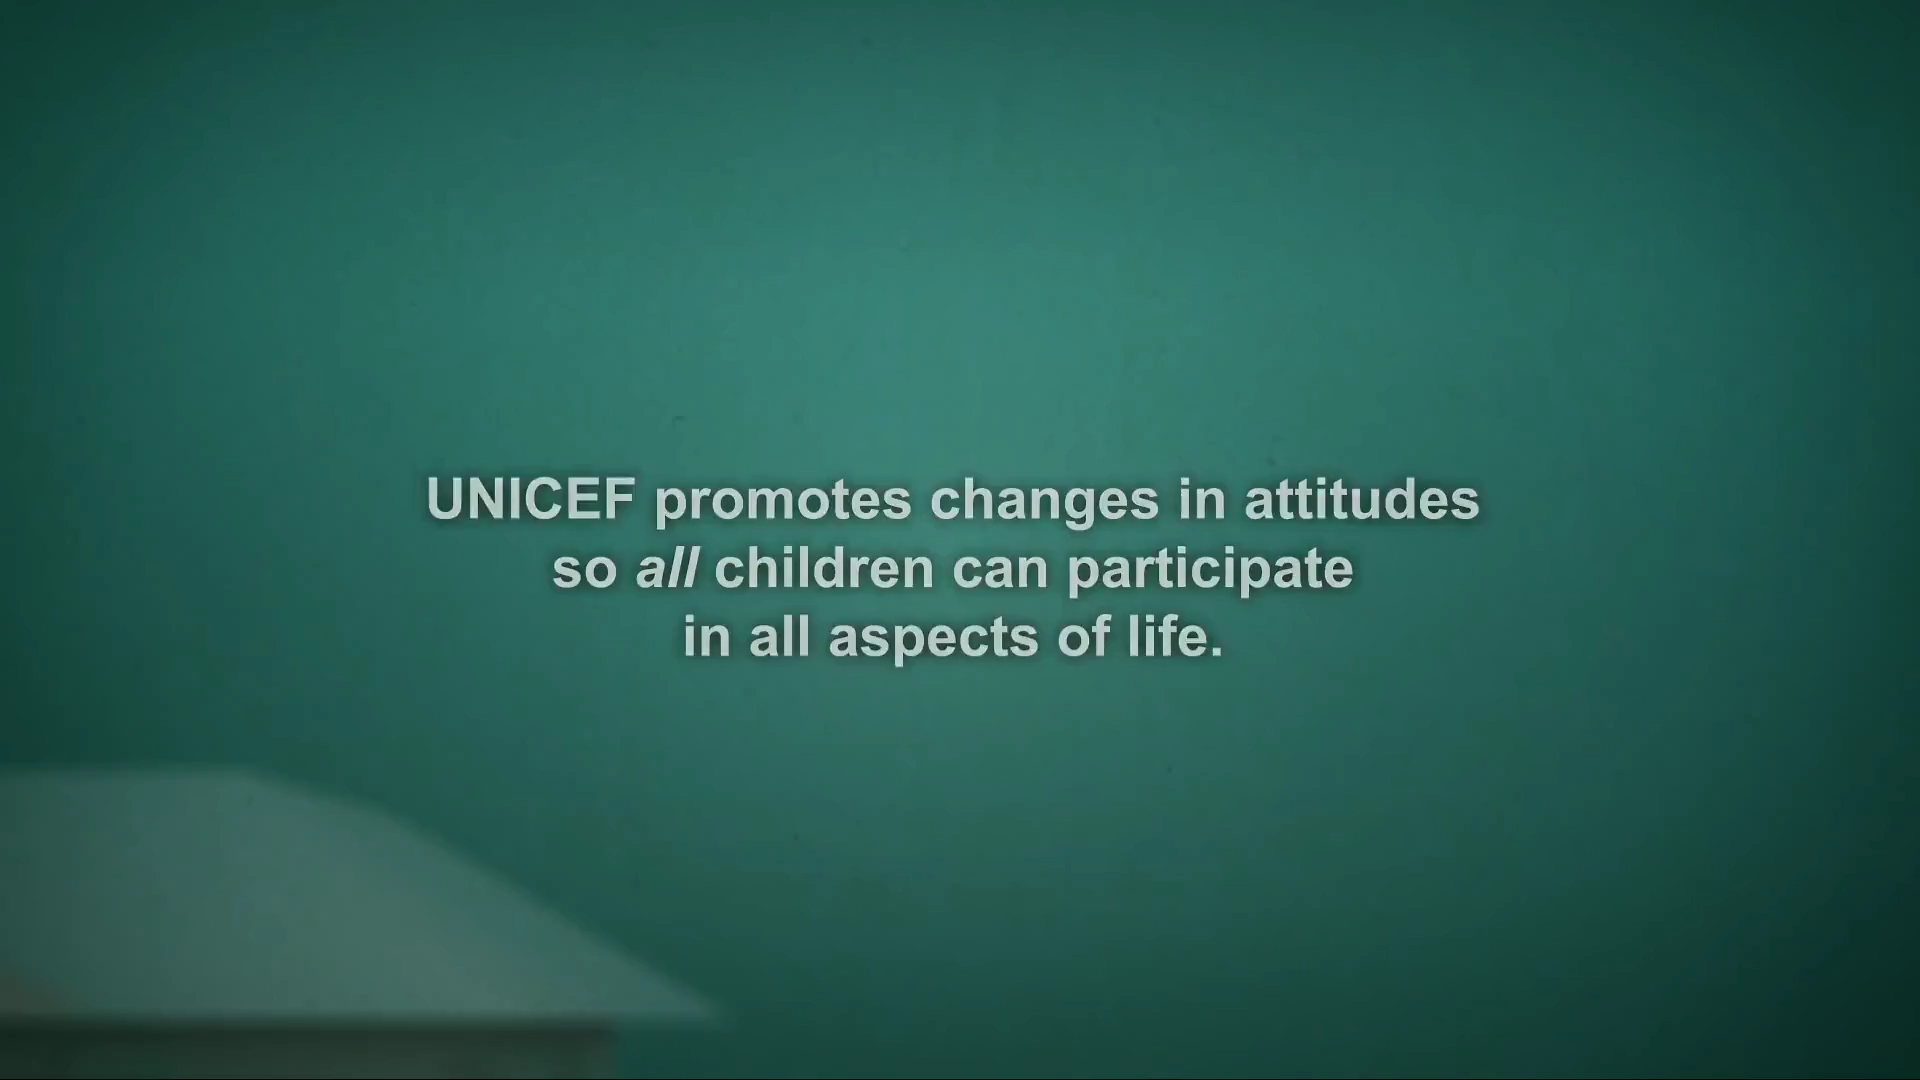 UNICEF promotes changes in attitudes
so all children can participate
in all aspects of life.